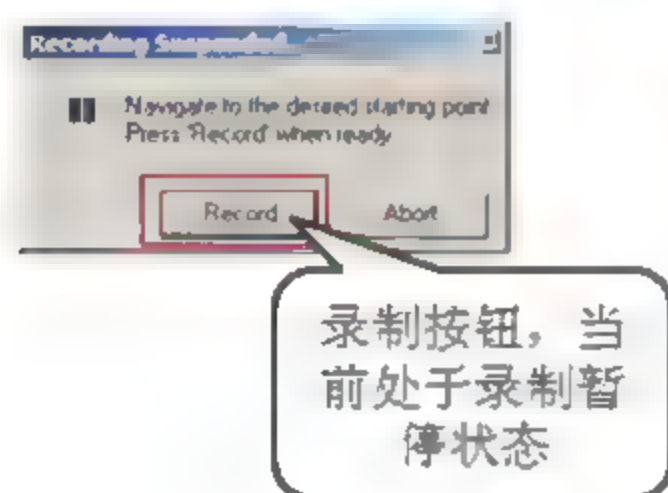 Recording Suspended
Navigate to the desired starting point
Press 'Record' when ready
Record
Abort
录制按钮，当
前处于录制暂
停状态